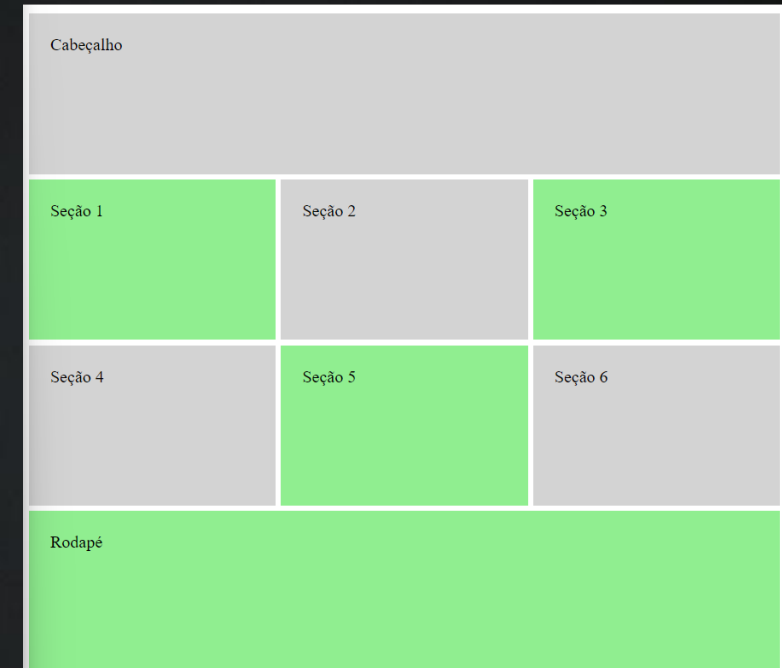 Cabeçalho
Seção 1
Seção 2
Seção 3
Seção 4
Seção 5
Seção 6
Rodapé